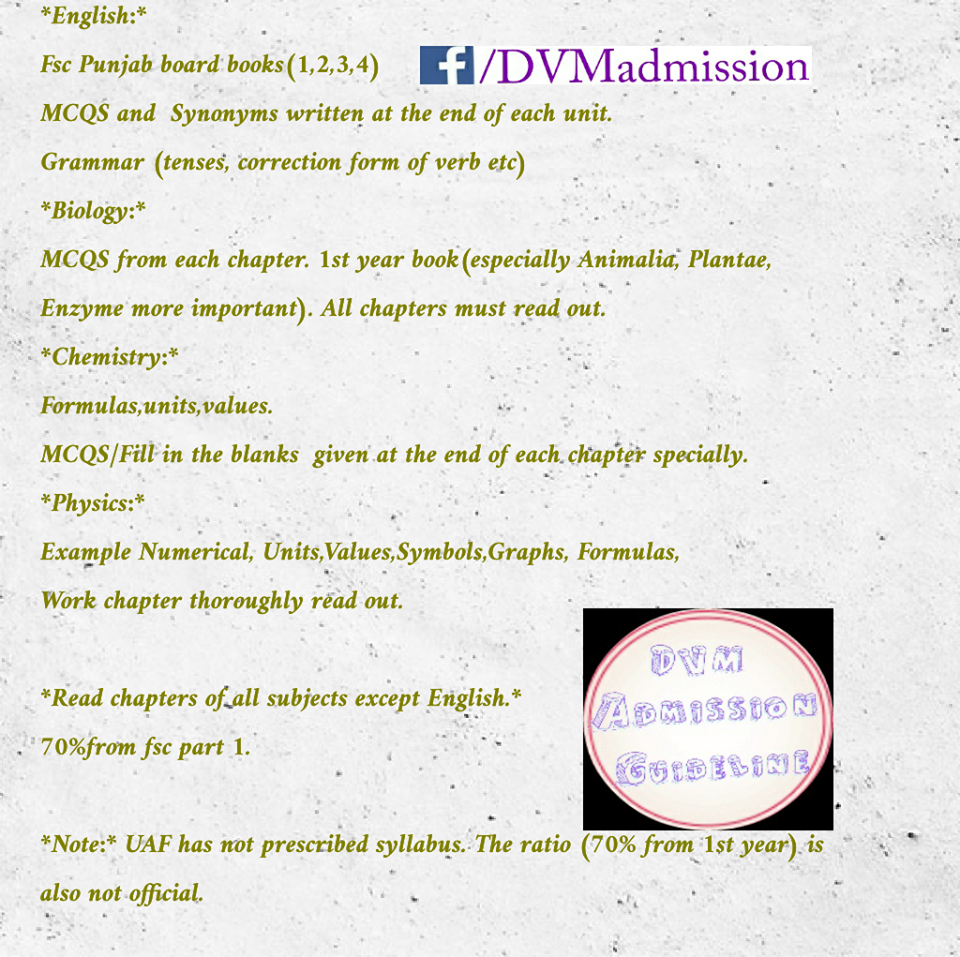 *English:*
Fsc Punjab board books(1,2,3,4)
f/DVMadmission
MCQS and Synonyms written at the end of each unit.
Grammar (tenses, correction form of verb etc)
*Biology:*
MCQS from each chapter. 1st year book(especially Animalia, Plantae,
Enzyme more important). All chapters must read out.
*Chemistry:*
Formulas,units,values.
MCQS/Fill in the blanks given at the end of each chapter specially.
*Physics:*
Example Numerical, Units,Values,Symbols,Graphs, Formulas,
Work chapter thoroughly read out.
*Read chapters of all subjects except English.*
70%from fsc part 1.
DVM
Admission
Guideline
*Note:* UAF has not prescribed syllabus. The ratio (70% from 1st year) is
also not official.